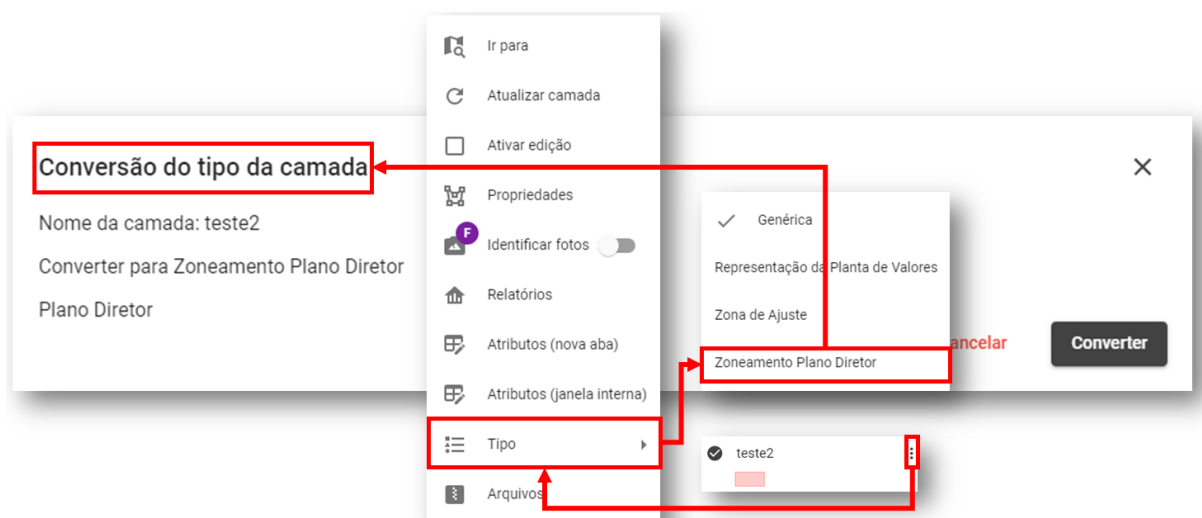 Ir para
Atualizar camada
Ativar edição
Propriedades
F
Identificar fotos
Relatórios
Atributos (nova aba)
Atributos (janela interna)
Tipo
Arquivos
Conversão do tipo da camada
Nome da camada: teste2
Converter para Zoneamento Plano Diretor
Plano Diretor
Genérica
Representação da Planta de Valores
Zona de Ajuste
Zoneamento Plano Diretor
ancelar
Converter
teste2